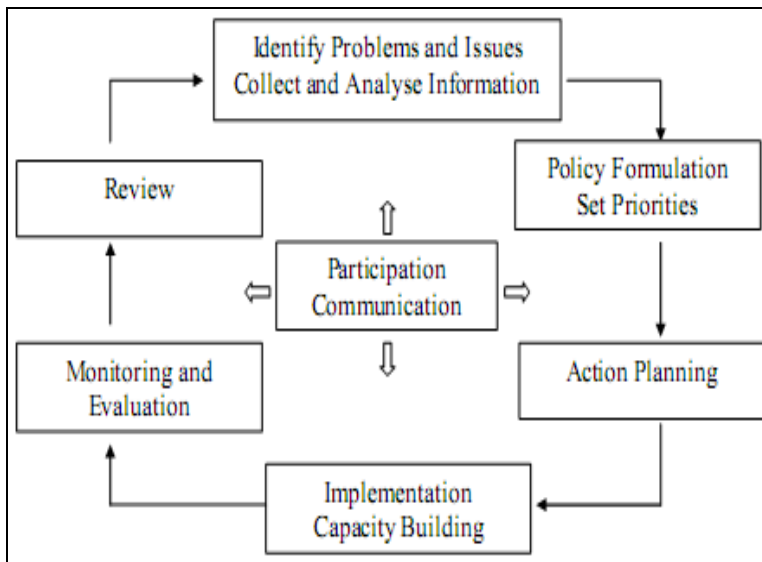 Identify Problems and Issues
Collect and Analyse Information
Policy Formulation
Set Priorities
Review
Participation
Communication
Monitoring and
Evaluation
Action Planning
Implementation
Capacity Building